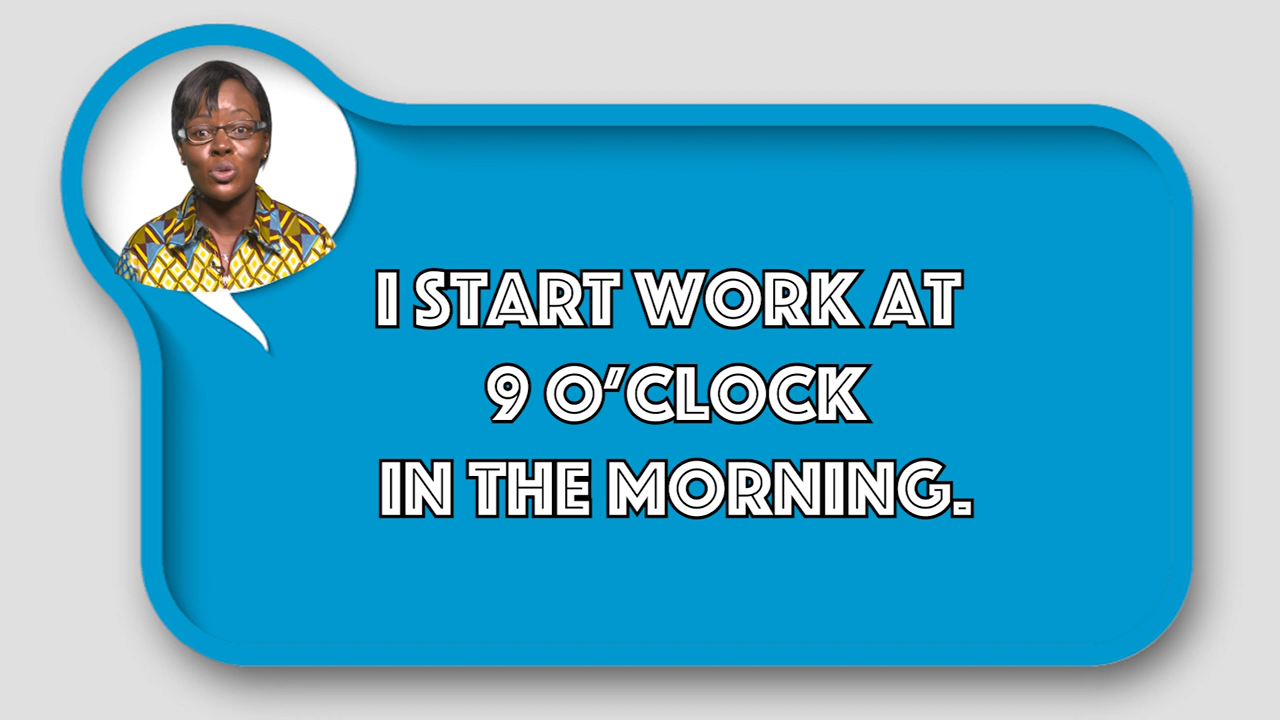 I START WORK AT
9 O'CLOCK
IN THE MORNING.